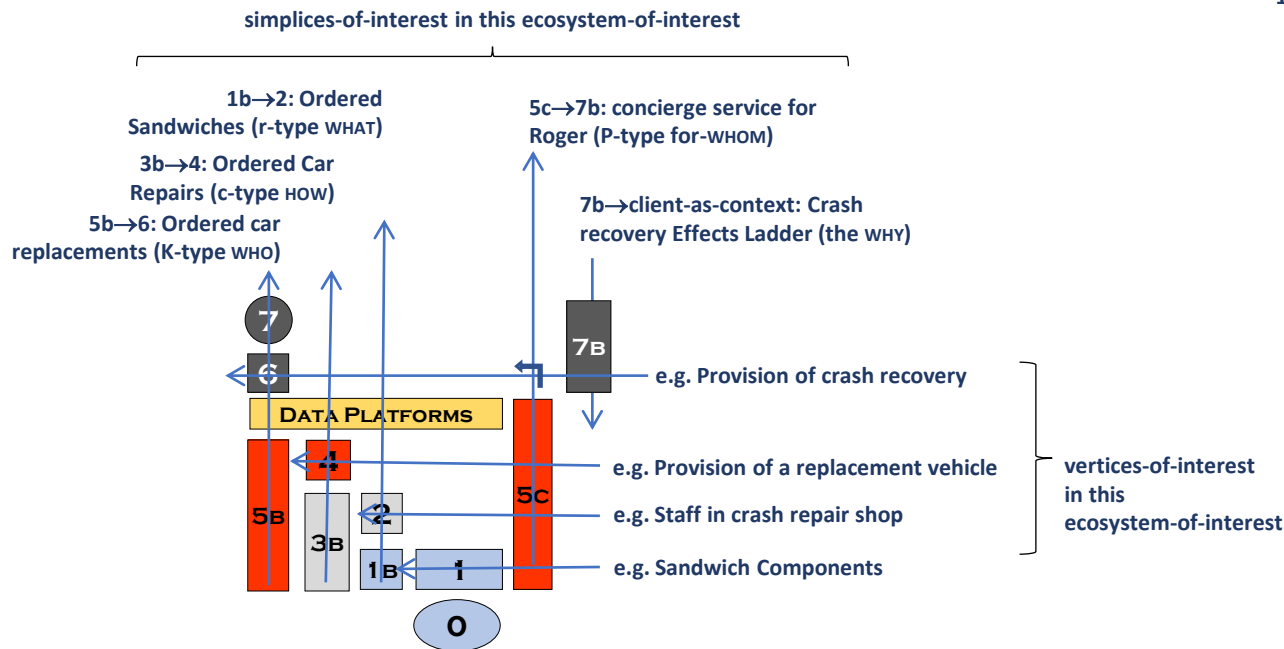 1
simplices-of-interest in this ecosystem-of-interest
1b→2: Ordered
Sandwiches (r-type WHAT)
3b→4: Ordered Car
Repairs (c-type HOW)
5b→6: Ordered car
replacements (K-type WHO)
5c→7b: concierge service for
Roger (P-type for-WHOM)
7b→client-as-context: Crash
recovery Effects Ladder (the WHY)
7
7B
6
e.g. Provision of crash recovery
DATA PLATFORMS
4
e.g. Provision of a replacement vehicle
5B
5C
3B
2
e.g. Staff in crash repair shop
1B
1
e.g. Sandwich Components
0
vertices-of-interest
in this
ecosystem-of-interest